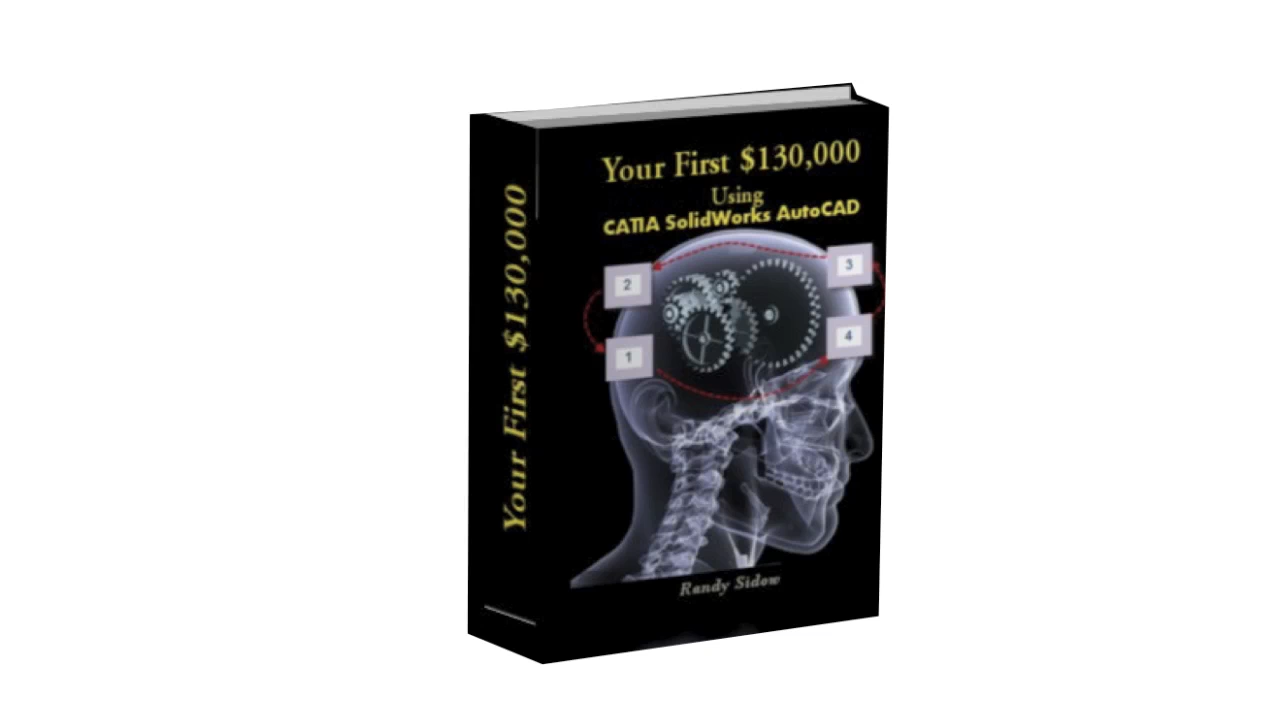 Your First $130,000
Your First $130,000
Using
CATIA SolidWorks AutoCAD
2
3
1
4
Randy Sidow